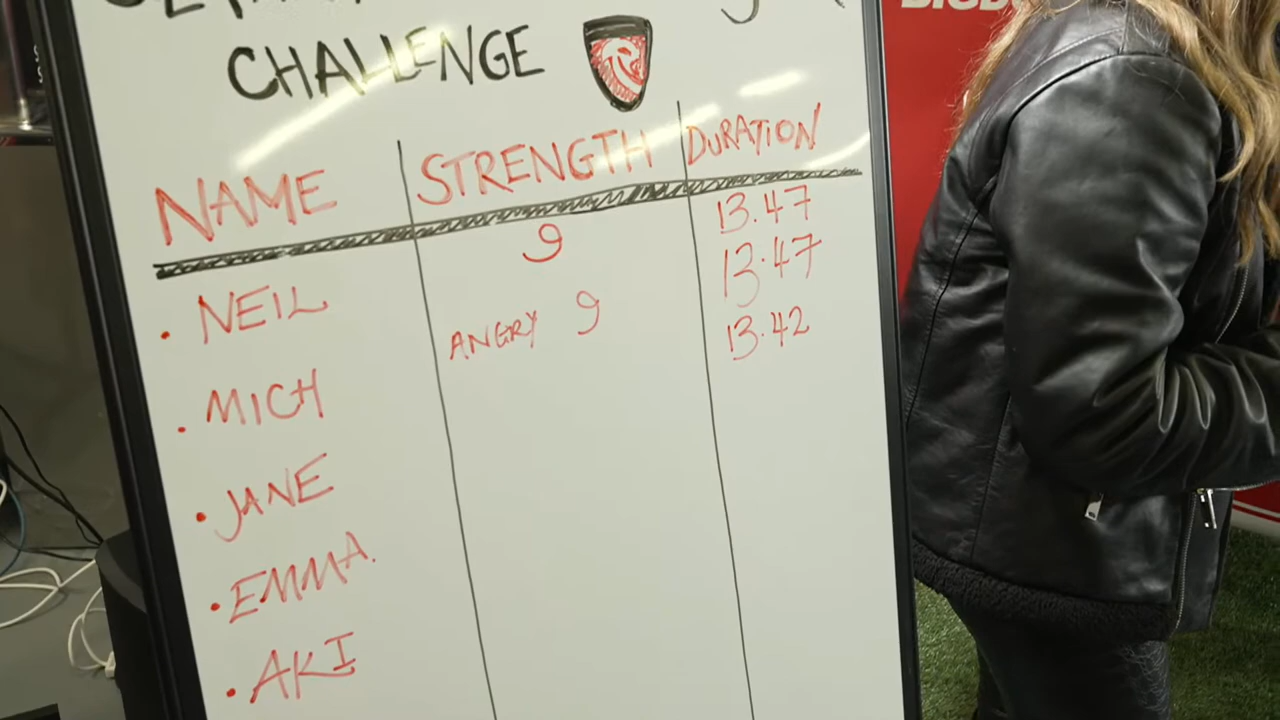 CHALLENGE
NAME STRENGTH DURATION
9 13.47
13.47
• NEIL ANGRY 9 13.42
• MICH
• JANE
• EMMA.
• AKI